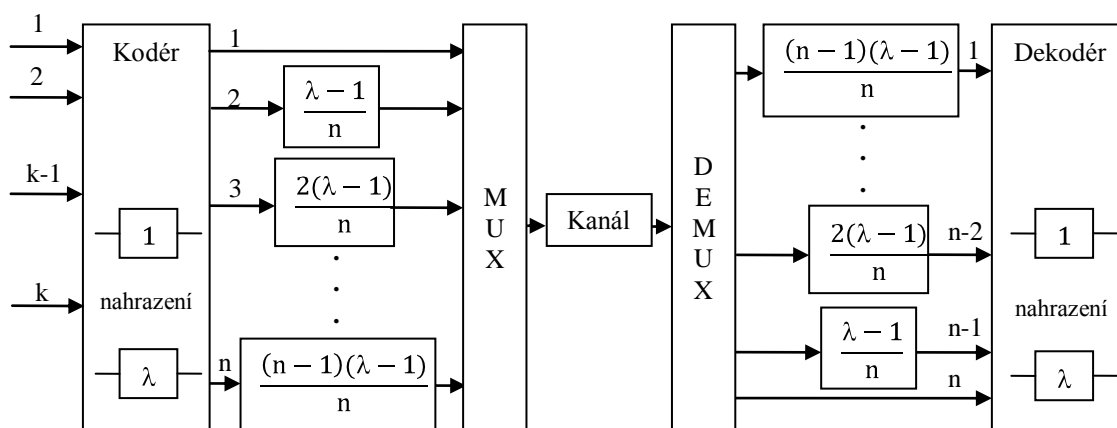 1
2
k-1
k
Kodér
1
nahrazení
λ
1
2
3
n
λ − 1
n
2(λ − 1)
n
(n − 1)(λ − 1)
n
M
U
X
Kanál
D
E
M
U
X
(n − 1)(λ − 1)
n
2(λ − 1)
n
λ − 1
n
1
n-2
n-1
n
Dekodér
1
nahrazení
λ